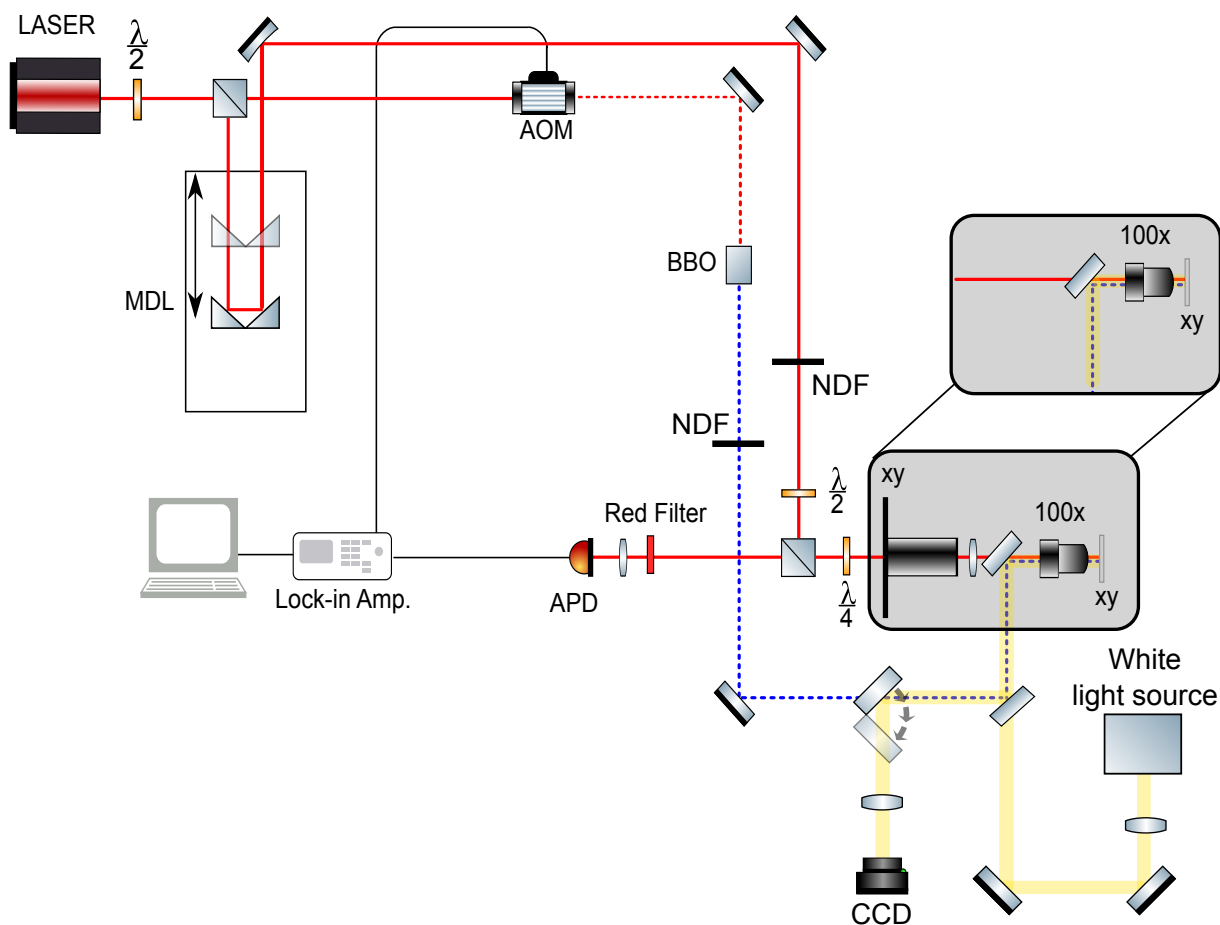 LASER
λ
2
AOM
MDL
BBO
100x
xy
NDF
NDF
xy
λ
2
100x
Red Filter
xy
λ
4
APD
Lock-in Amp.
White
light source
CCD